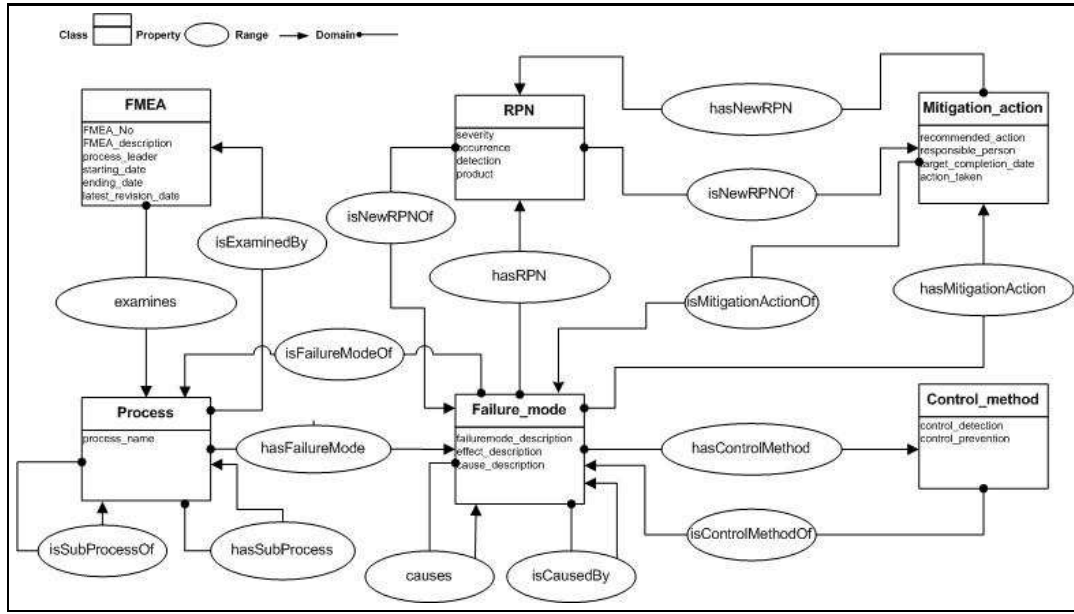 Class Property Range Domain
FMEA
FMEA_No
FMEA_description
process_leader
starting_date
ending_date
latest_revision_date
RPN
severity
occurrence
detection
product
hasNewRPN
Mitigation_action
recommended_action
responsible_person
target_completion_date
action_taken
isNewRPNOf
isNewRPNOf
isExaminedBy
hasRPN
examines
isMitigationActionOf
hasMitigationAction
isFailureModeOf
Process
process_name
hasFailureMode
Failure_mode
failuremode_description
effect_description
cause_description
hasControlMethod
Control_method
control_detection
control_prevention
isSubProcessOf
hasSubProcess
causes
isCausedBy
isControlMethodOf